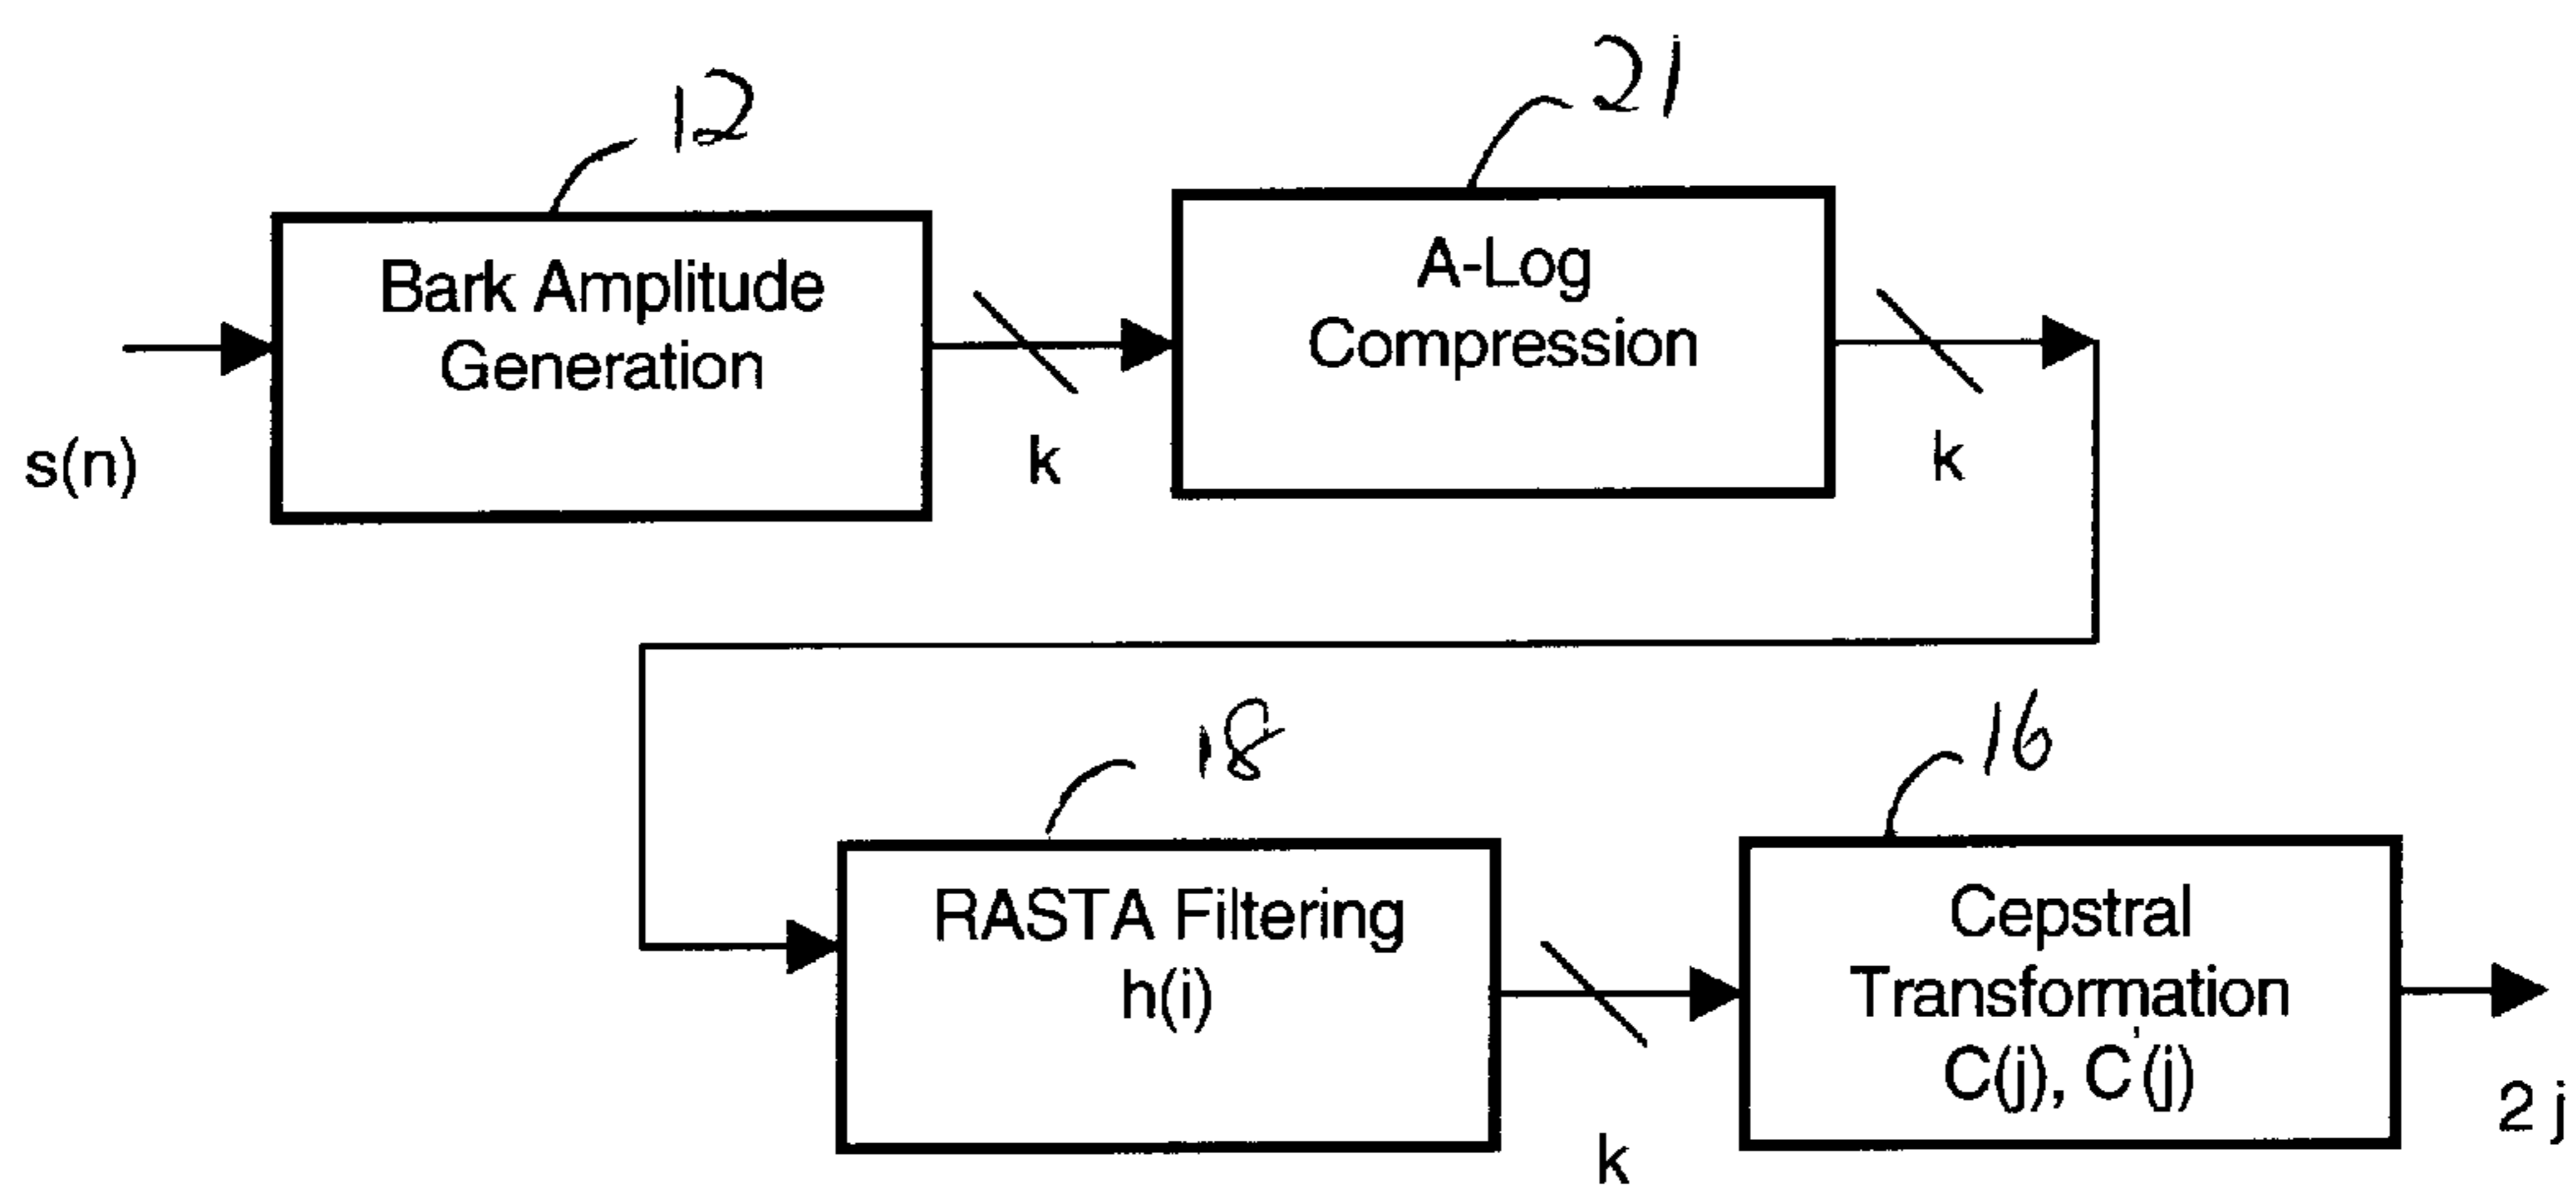 12
21
Bark Amplitude
Generation
A-Log
Compression
s(n)
k
k
18
16
RASTA Filtering
h(i)
Cepstral
Transformation
C(j), C'(j)
k
2 j